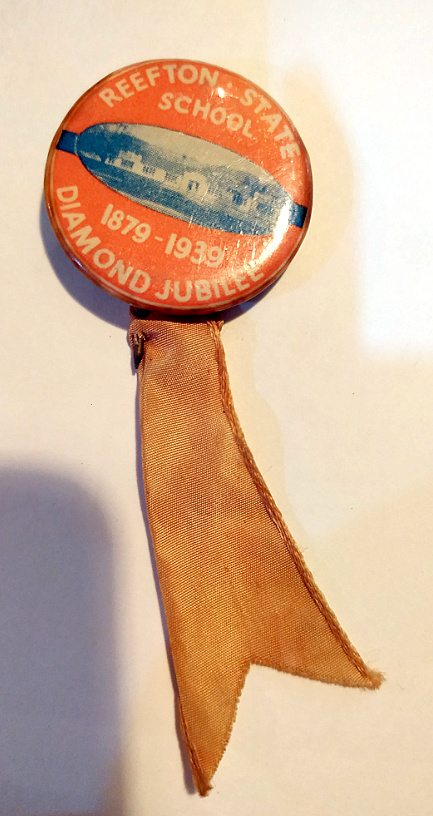 REEFTON · STATE
SCHOOL
1879 - 1939
DIAMOND JUBILEE